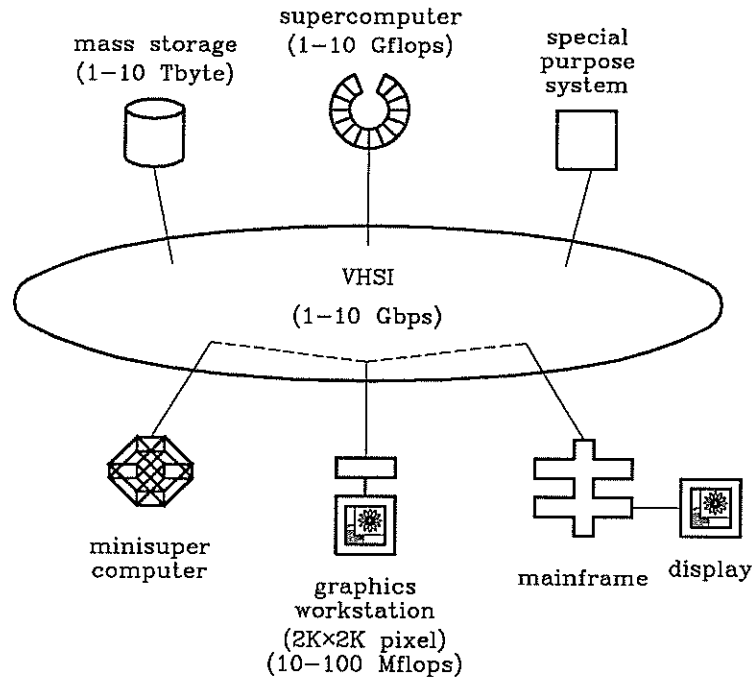 supercomputer
(1-10 Gflops)
mass storage
(1-10 Tbyte)
special
purpose
system
VHSI
(1-10 Gbps)
minisuper
computer
graphics
workstation
(2K×2K pixel)
(10-100 Mflops)
mainframe
display